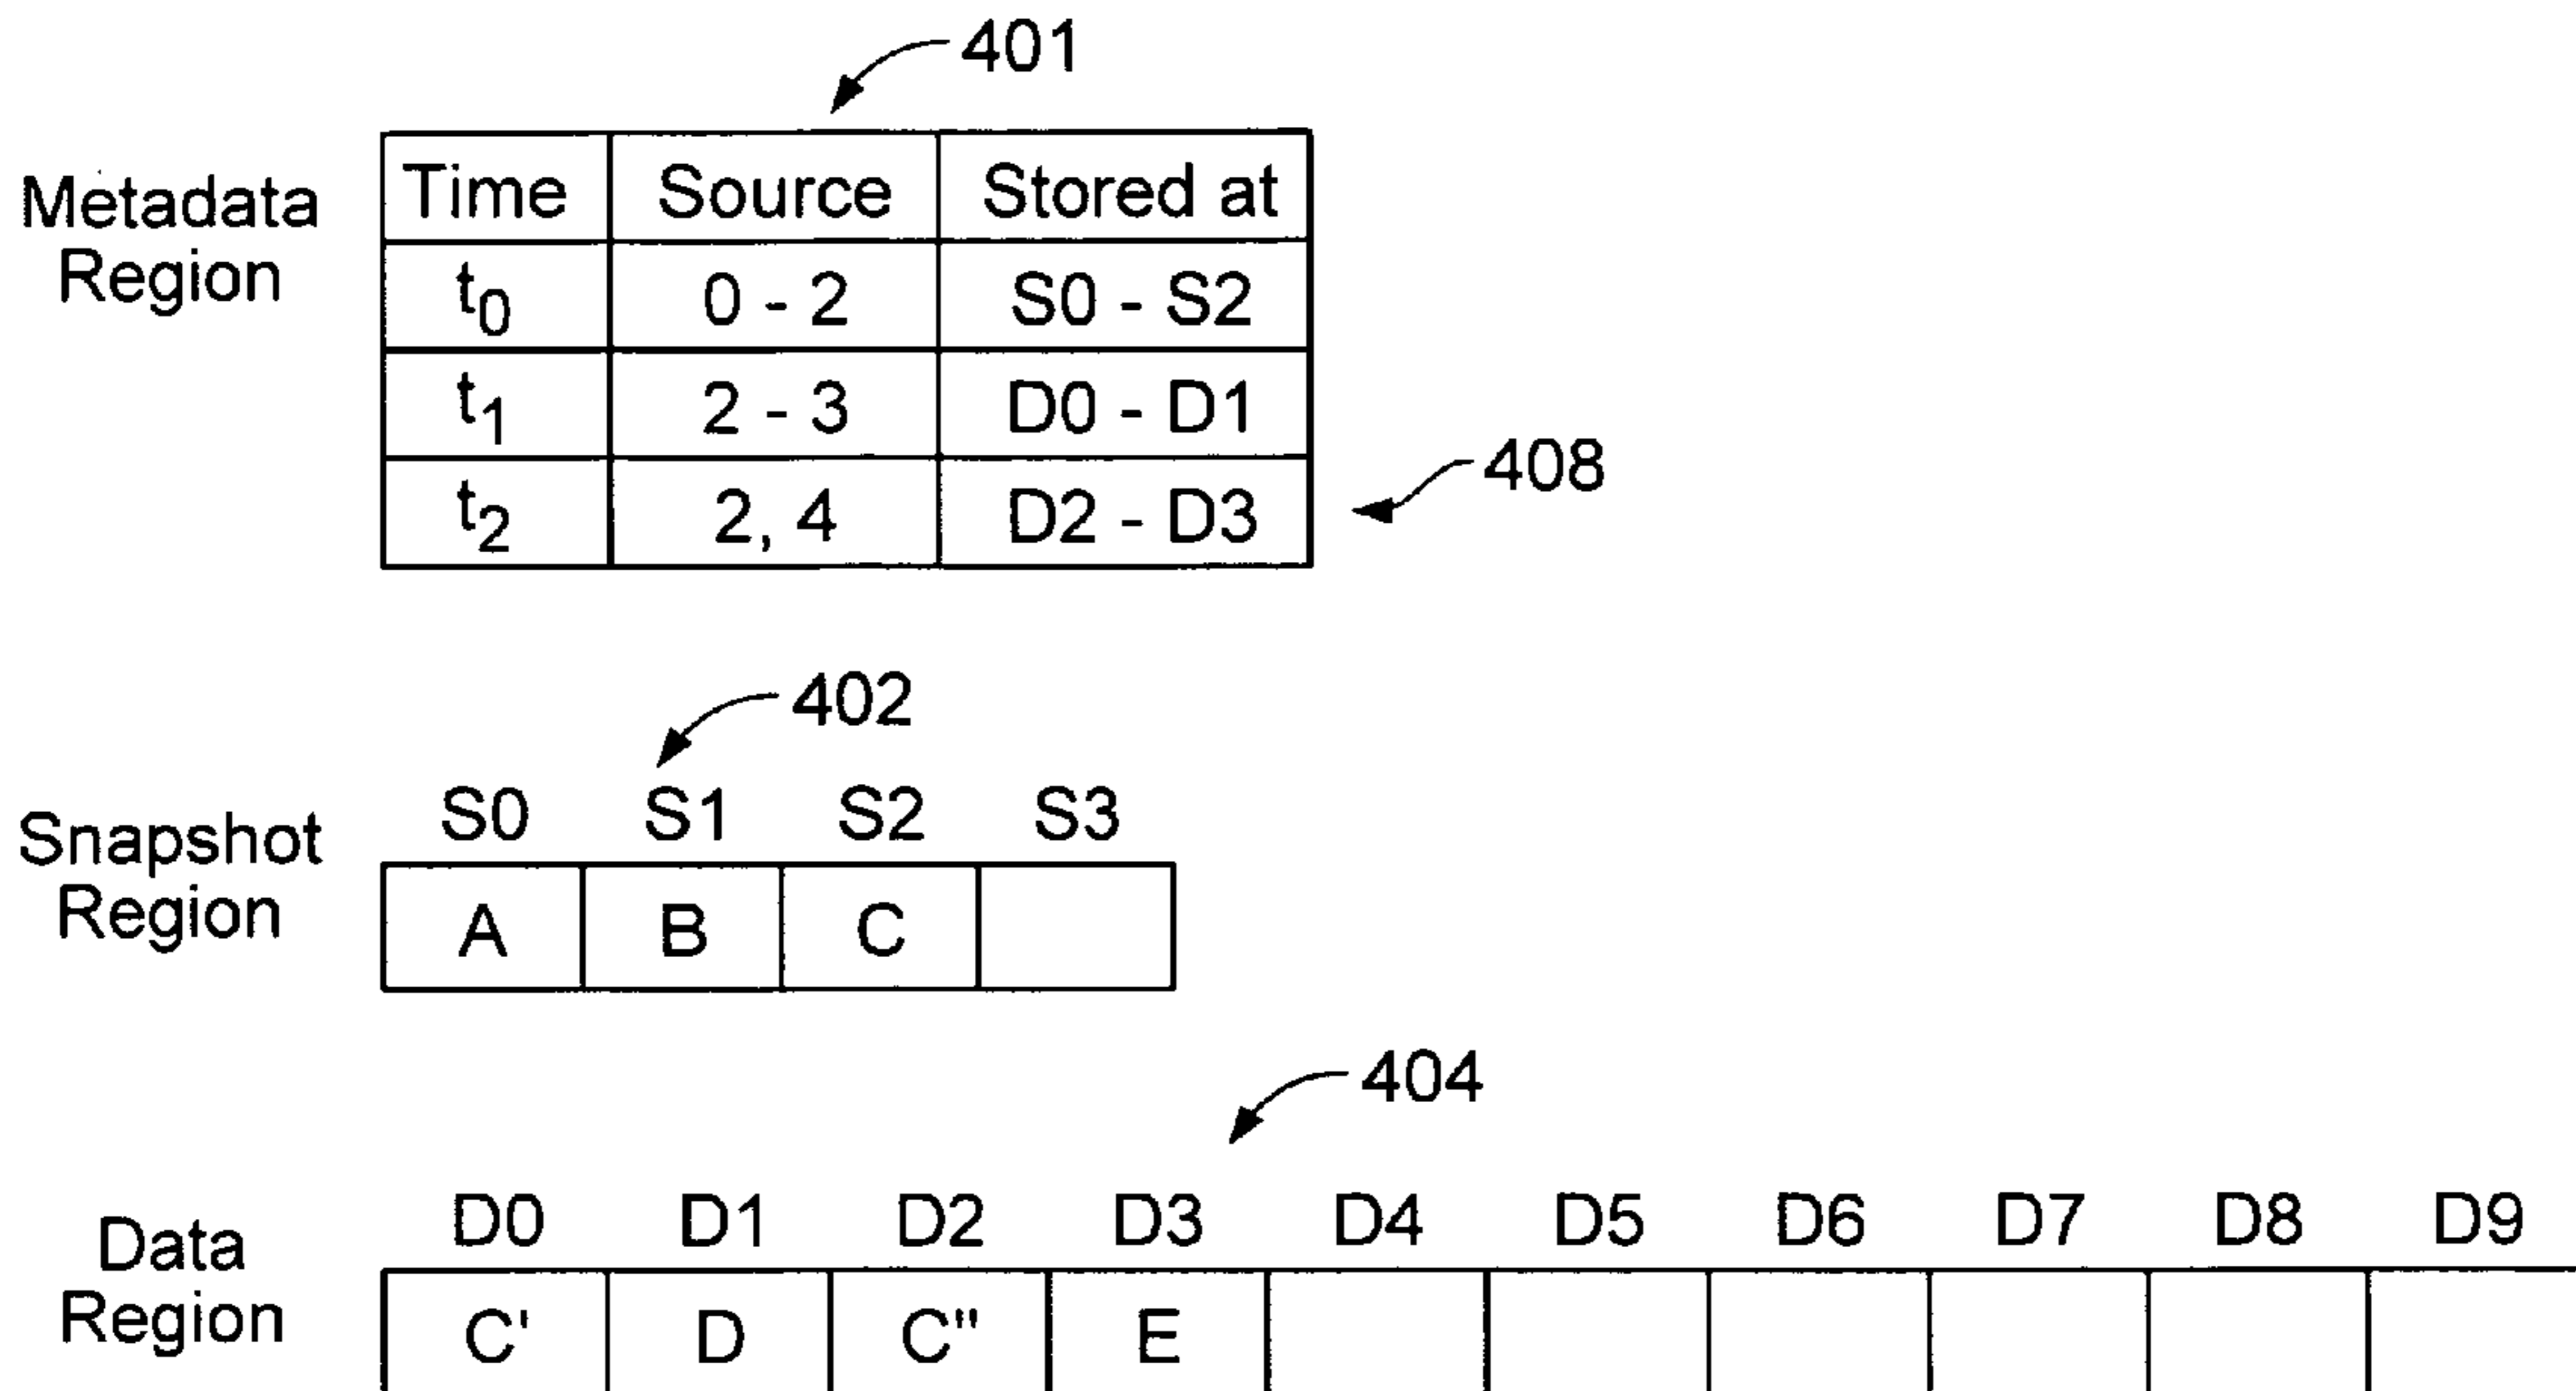 401
Metadata
Region
Time Source Stored at
t₀ 0 - 2 S0 - S2
t₁ 2 - 3 D0 - D1
t₂ 2, 4 D2 - D3
408
402
Snapshot
Region
S0 S1 S2 S3
A B C
404
Data
Region
D0 D1 D2 D3 D4 D5 D6 D7 D8 D9
C' D C" E